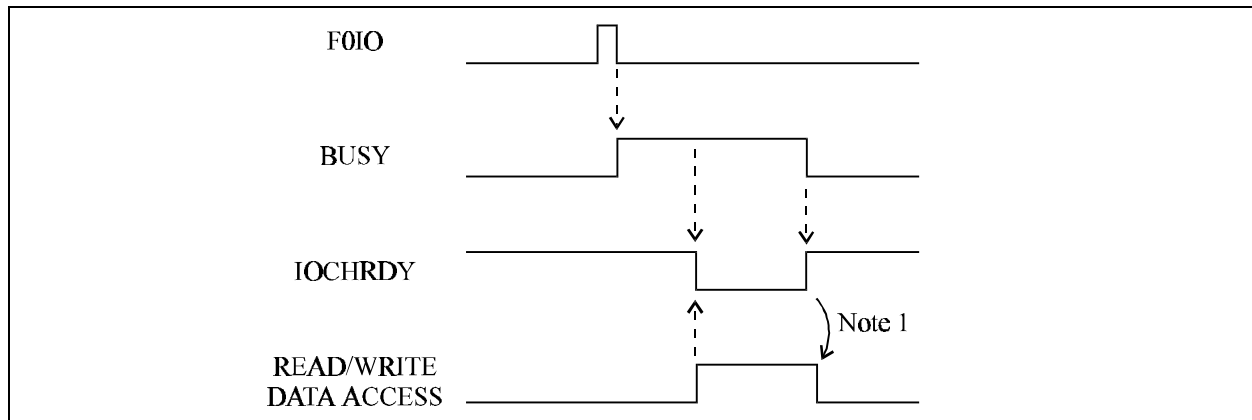 F0IO
BUSY
IOCHRDY
Note 1
READ/WRITE
DATA ACCESS